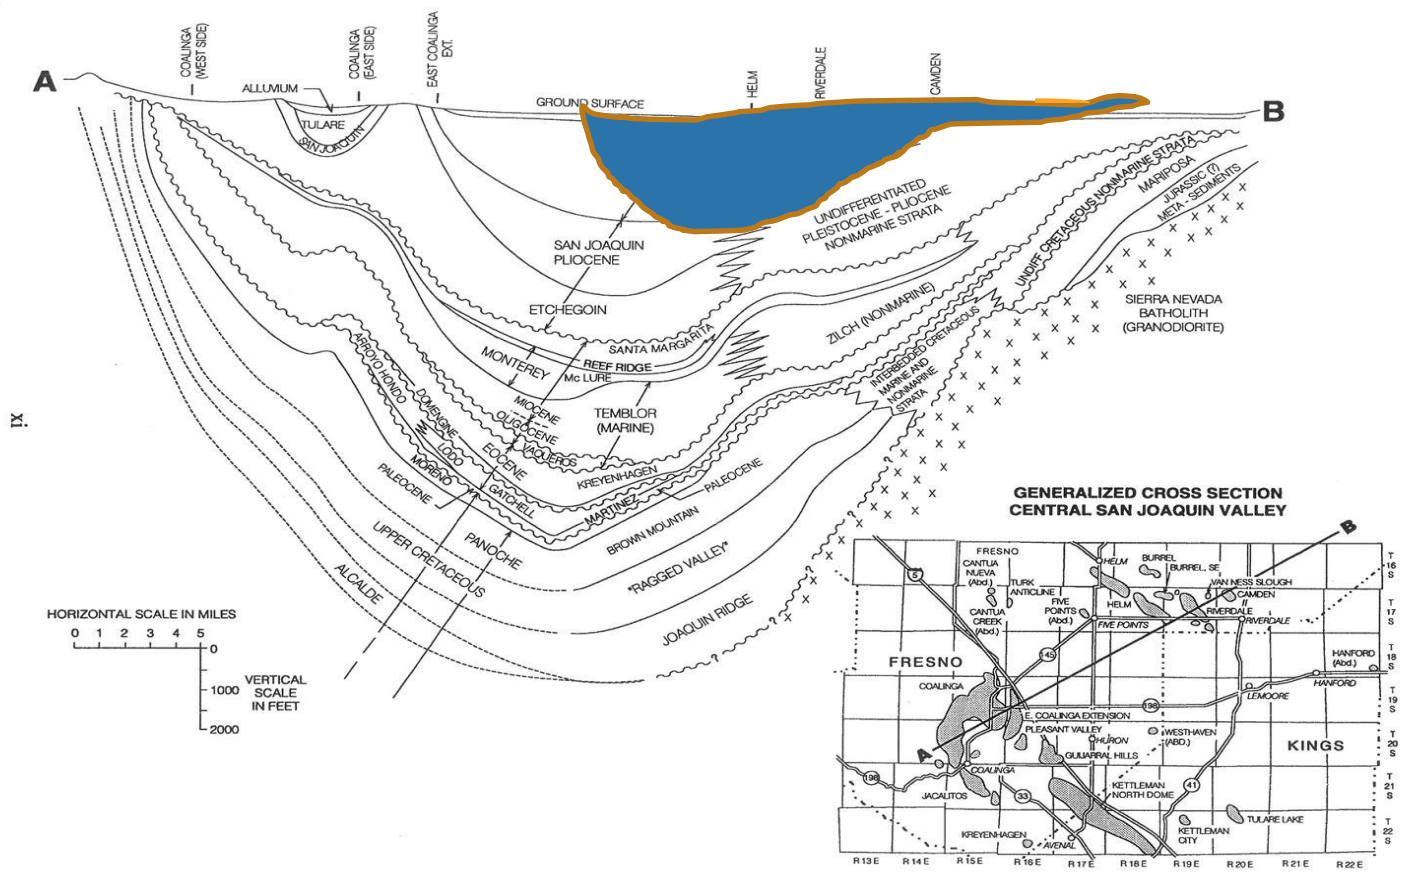 COALINGA
(WEST SIDE)
COALINGA
(EAST SIDE)
EAST COALINGA
EXT.
HELM
RIVERDALE
CAMDEN
A
B
ALLUVIUM
GROUND SURFACE
TULARE
SAN JOAQUIN
UNDIFFERENTIATED
PLEISTOCENE - PLIOCENE
NONMARINE STRATA
SAN JOAQUIN
PLIOCENE
ETCHEGOIN
SANTA MARGARITA
REEF RIDGE
Mc LURE
MONTEREY
MIOCENE
OLIGOCENE
VAQUEROS
TEMBLOR
(MARINE)
ZILCH (NONMARINE)
UNDIFF CRETACEOUS NONMARINE STRATA
MARIPOSA
JURASSIC (?)
META - SEDIMENTS
SIERRA NEVADA
BATHOLITH
(GRANODIORITE)
INTERBEDDED CRETACEOUS
MARINE AND
NONMARINE
STRATA
ARROYO HONDO
DOMENGINE
LODO
MORENO
EOCENE
GATCHELL
KREYENHAGEN
MARTINEZ
PALEOCENE
PALEOCENE
BROWN MOUNTAIN
PANOCHE
UPPER CRETACEOUS
"RAGGED VALLEY"
ALCALDE
JOAQUIN RIDGE
? ? ? ?
xi
HORIZONTAL SCALE IN MILES
0 1 2 3 4 5
0
1000
2000
VERTICAL
SCALE
IN FEET
GENERALIZED CROSS SECTION
CENTRAL SAN JOAQUIN VALLEY
B
A
5
FRESNO
CANTUA
NUEVA
(Abd.)
TURK
ANTICLINE
CANTUA
CREEK
(Abd.)
FIVE
POINTS
(Abd.)
HELM
HELM
BURREL
BURREL, SE
VAN NESS SLOUGH
CAMDEN
RIVERDALE
RIVERDALE
FIVE POINTS
145
FRESNO
COALINGA
HANFORD
(Abd.)
HANFORD
LEMOORE
198
E. COALINGA EXTENSION
PLEASANT VALLEY
HURON
GUIJARRAL HILLS
WESTHAVEN
(ABD.)
KINGS
COALINGA
198
JACALITOS
33
KETTLEMAN
NORTH DOME
41
KREYENHAGEN
AVENAL
KETTLEMAN
CITY
TULARE LAKE
T
16
S
T
17
S
T
18
S
T
19
S
T
20
S
T
21
S
T
22
S
R 13 E R 14 E R 15 E R 16 E R 17 E R 18 E R 19 E R 20 E R 21 E R 22 E